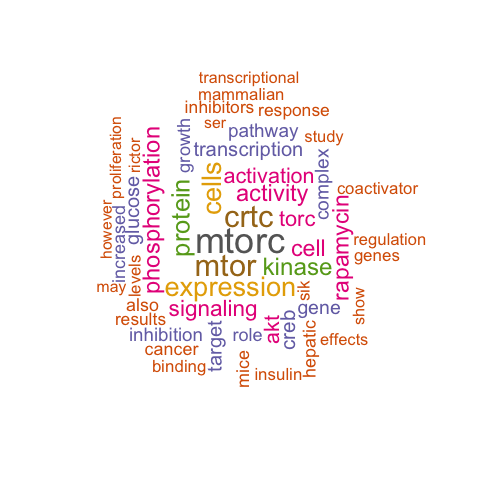 transcriptional
mammalian
inhibitors response
ser
pathway study
growth
transcription
proliferation
rictor
phosphorylation
cells
activation
complex
coactivator
protein
activity
glucose
increased
however
crtc torc
rapamycin
mtorc cell
regulation
genes
mtor kinase
levels
may
expression
sik
show
also
signaling
gene
results
akt
creb
inhibition
target
role
hepatic
effects
cancer
mice
binding
insulin